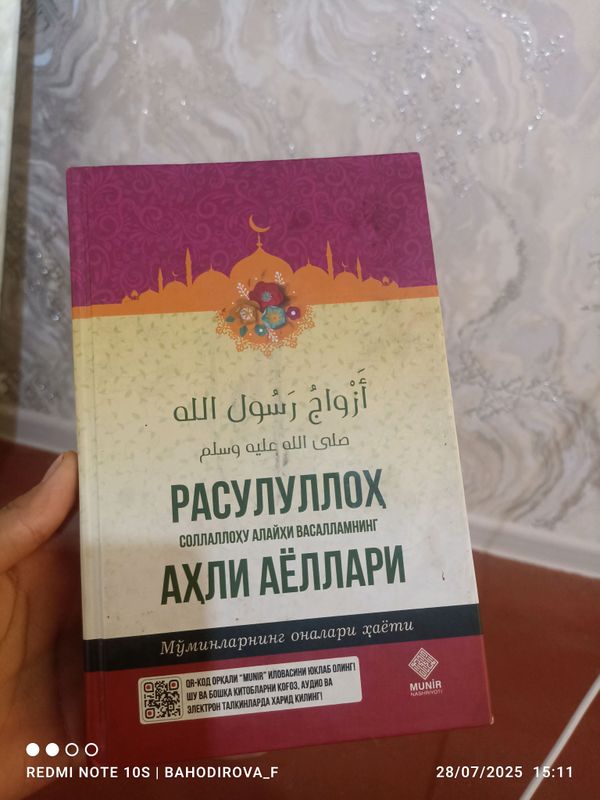 أَزْوَاجُ رَسُول الله
صلى الله عليه وسلم
РАСУЛУЛЛОҲ
СОЛЛАЛЛОҲУ АЛАЙҲИ ВАСАЛЛАМНИНГ
АҲЛИ АЁЛЛАРИ
Мўминларнинг оналари ҳаёти
QR-КОД ОРҚАЛИ "MUNIR" ИЛОВАСИНИ ЮКЛАБ ОЛИНГ!
ШУ ВА БОШҚА КИТОБЛАРНИ ҚОҒОЗ, АУДИО ВА
ЭЛЕКТРОН ТАЛҚИНЛАРДА ХАРИД ҚИЛИНГ!
MUNIR
NASHRIYOTI
REDMI NOTE 10S | BAHODIROVA_F
28/07/2025 15:11